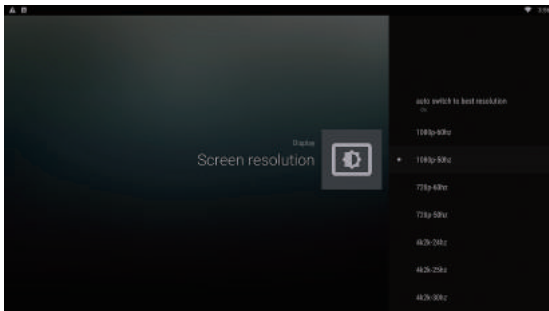 Display
Screen resolution
auto switch to best resolution
1080p-60hz
1080p-50hz
720p-60hz
720p-50hz
4k2k-24hz
4k2k-25hz
4k2k-30hz